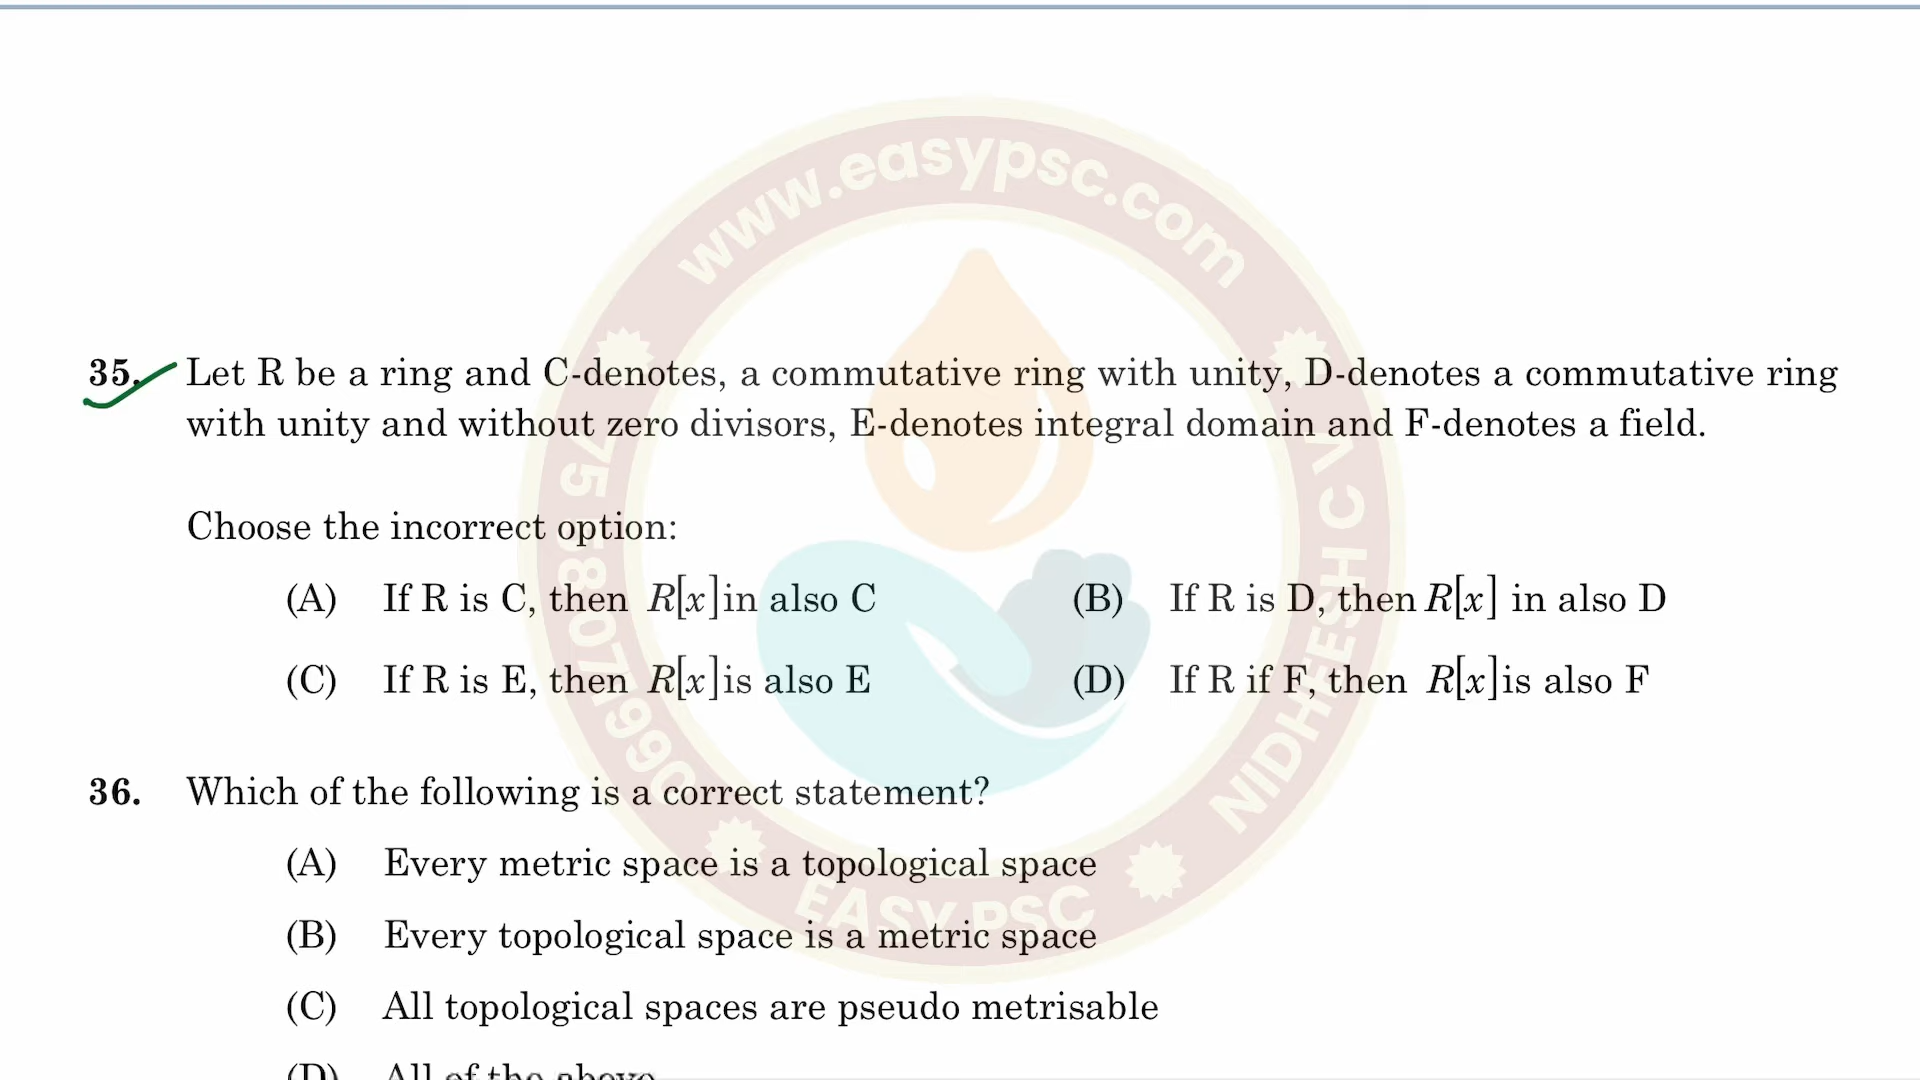 www.easypsc.com
35. Let R be a ring and C-denotes, a commutative ring with unity, D-denotes a commutative ring
with unity and without zero divisors, E-denotes integral domain and F-denotes a field.
Choose the incorrect option:
(A) If R is C, then R[x]in also C
(B) If R is D, then R[x] in also D
(C) If R is E, then R[x]is also E
(D) If R if F, then R[x]is also F
36. Which of the following is a correct statement?
(A) Every metric space is a topological space
(B) Every topological space is a metric space
(C) All topological spaces are pseudo metrisable
(D) All of the above
EASY PSC
NIDHEESH C V